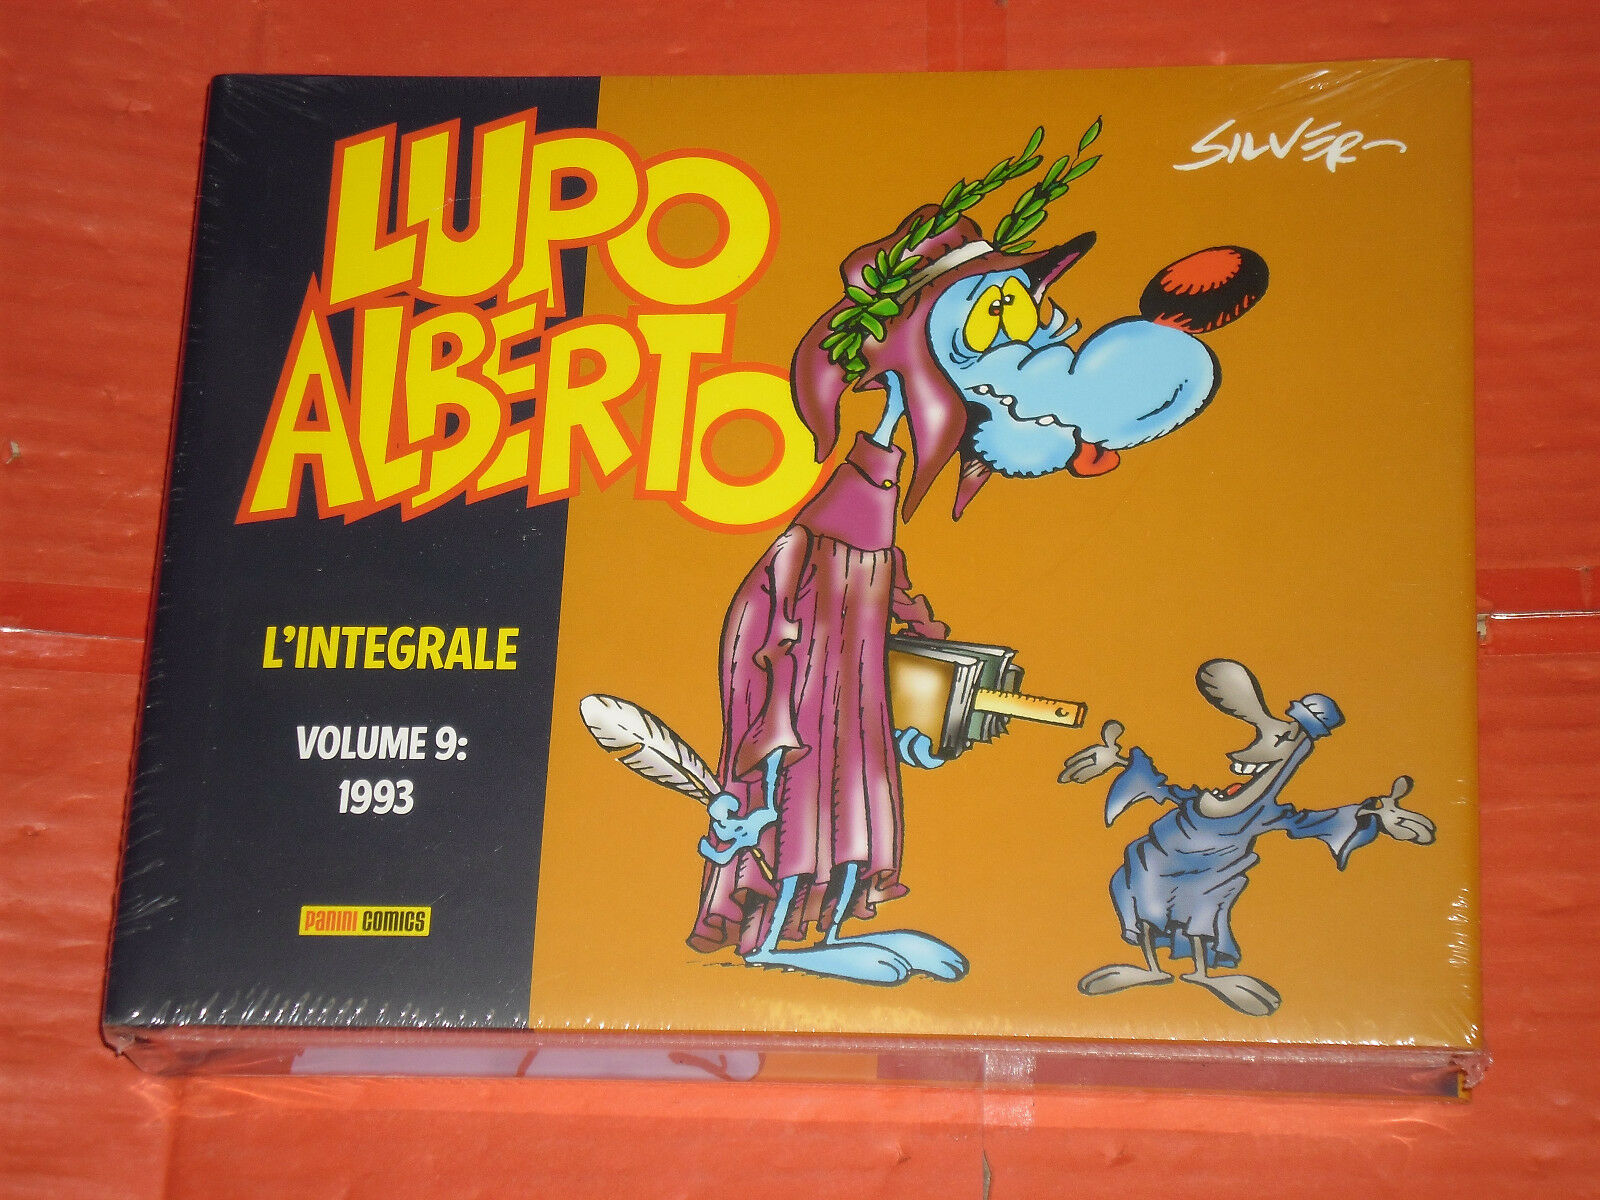 LUPO
ALBERTO
SILVER
L'INTEGRALE
VOLUME 9:
1993
PANINI COMICS